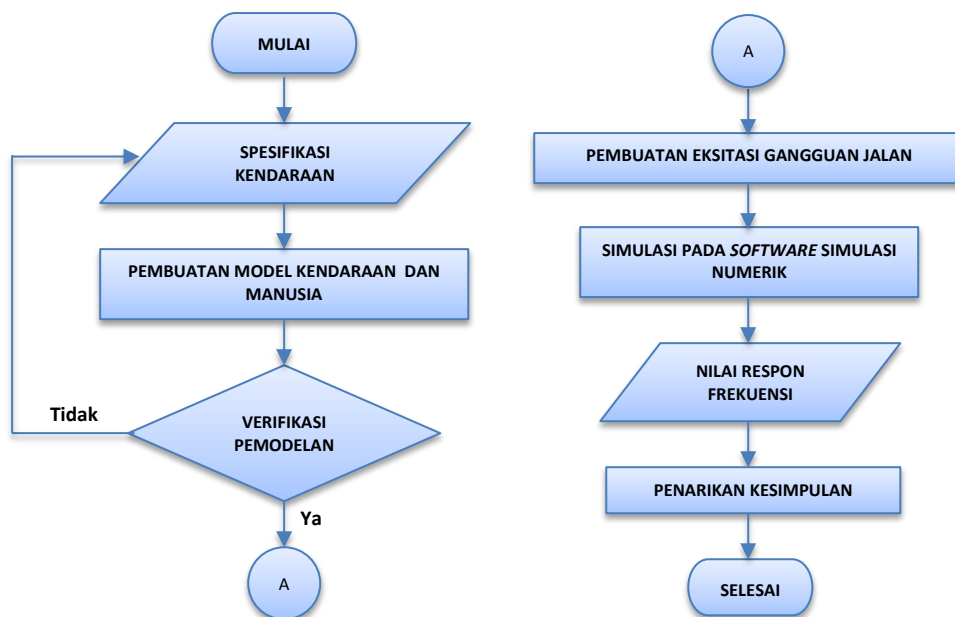 MULAI
SPESIFIKASI
KENDARAAN
PEMBUATAN MODEL KENDARAAN DAN
MANUSIA
Tidak
VERIFIKASI
PEMODELAN
Ya
A
A
PEMBUATAN EKSITASI GANGGUAN JALAN
SIMULASI PADA SOFTWARE SIMULASI
NUMERIK
NILAI RESPON
FREKUENSI
PENARIKAN KESIMPULAN
SELESAI